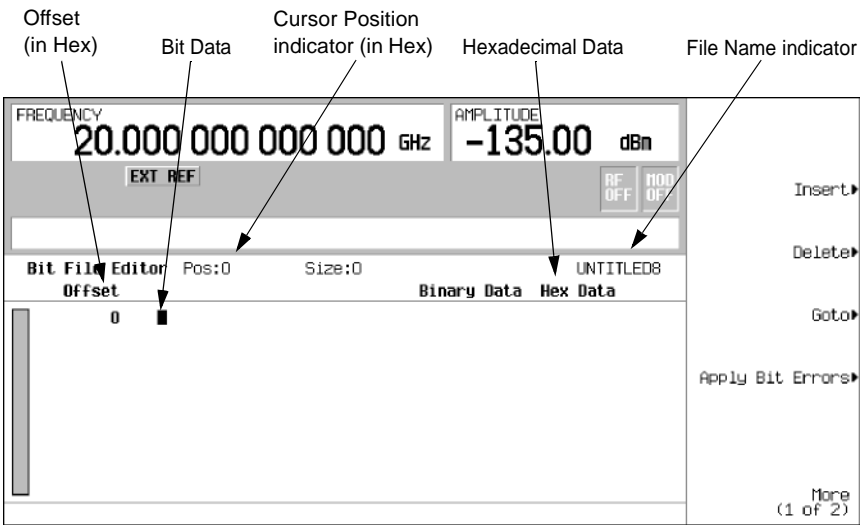 Offset
(in Hex)
Bit Data
Cursor Position
indicator (in Hex)
Hexadecimal Data
File Name indicator
FREQUENCY
20.000 000 000 000 GHz
AMPLITUDE
-135.00 dBm
EXT REF
RF
OFF
MOD
OFF
Bit File Editor Pos:0 Size:0 UNTITLED8
Offset Binary Data Hex Data
0
Insert
Delete
Goto
Apply Bit Errors
More
(1 of 2)